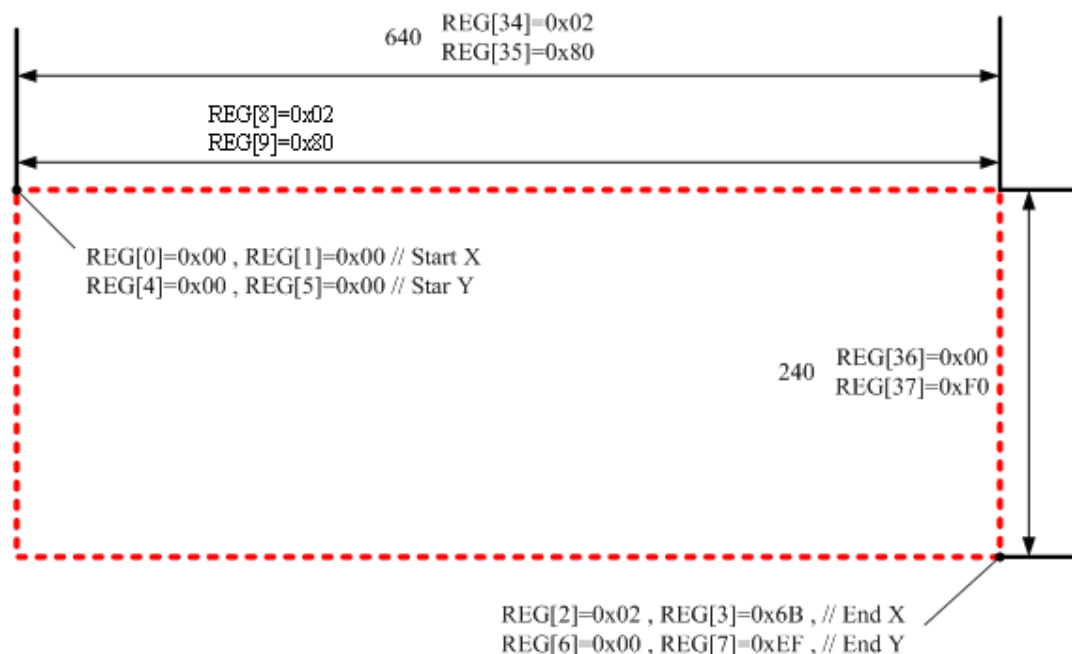 640
REG[34]=0x02
REG[35]=0x80
REG[8]=0x02
REG[9]=0x80
REG[0]=0x00 , REG[1]=0x00 // Start X
REG[4]=0x00 , REG[5]=0x00 // Star Y
240
REG[36]=0x00
REG[37]=0xF0
REG[2]=0x02 , REG[3]=0x6B , // End X
REG[6]=0x00 , REG[7]=0xEF , // End Y